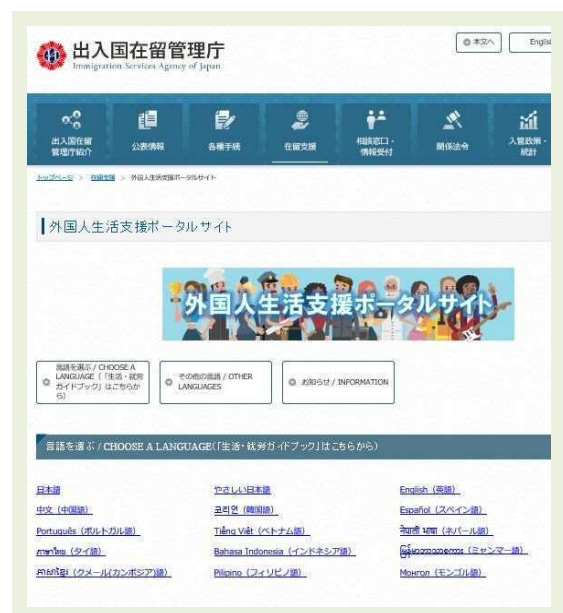 出入国在留管理庁
Immigration Services Agency of Japan
本文へ
English
出入国在留
管理庁紹介
公表情報
各種手続
在留支援
相談窓口・
情報受付
関係法令
入管政策・
統計
トップページ > 在留支援 > 外国人生活支援ポータルサイト
外国人生活支援ポータルサイト
外国人生活支援ポータルサイト
言語を選ぶ / CHOOSE A
LANGUAGE(「生活・就労
ガイドブック」はこちらか
ら)
その他の言語 / OTHER
LANGUAGES
お知らせ / INFORMATION
言語を選ぶ / CHOOSE A LANGUAGE(「生活・就労ガイドブック」はこちらから)
日本語
やさしい日本語
English(英語)
中文(中国語)
코리언(韓国語)
Español(スペイン語)
Português(ポルトガル語)
Tiếng Việt(ベトナム語)
नेपाली भाषा(ネパール語)
ภาษาไทย(タイ語)
Bahasa Indonesia(インドネシア語)
မြန်မာဘာသာစကား(ミャンマー語)
ភាសាខ្មែរ(クメール(カンボジア)語)
Pilipino(フィリピノ語)
Монгол(モンゴル語)